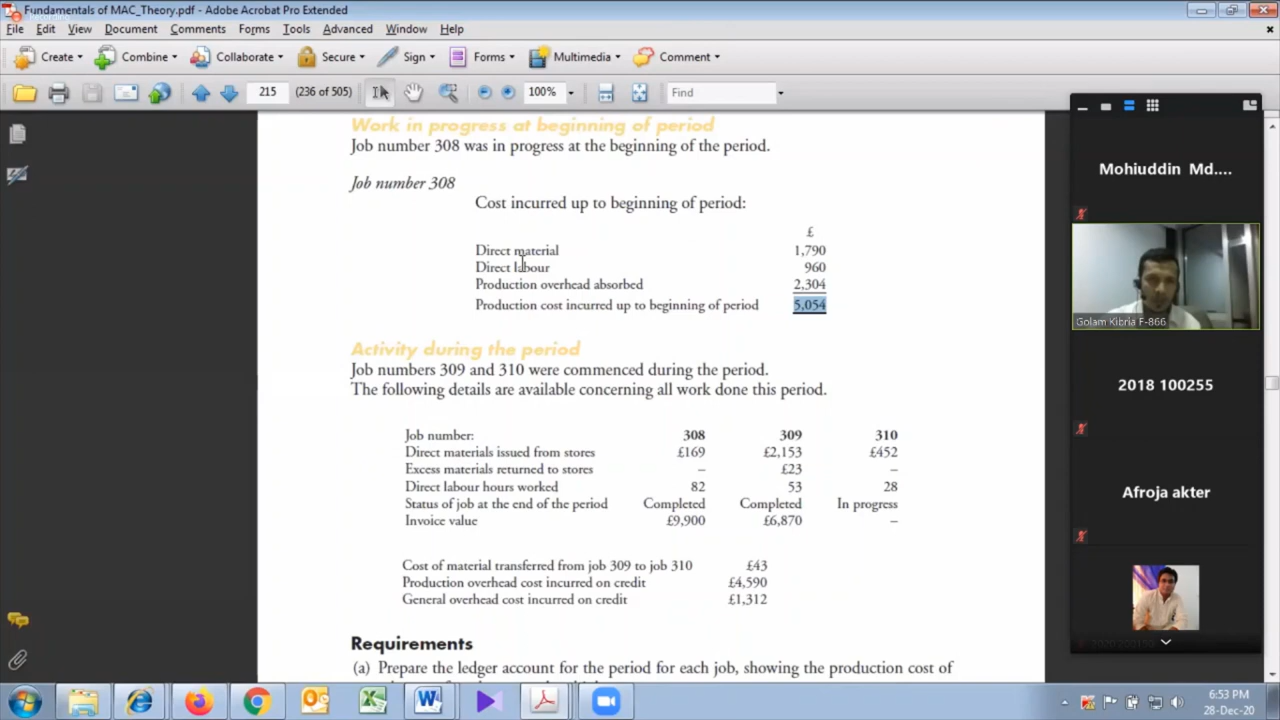 Fundamentals of MAC_Theory.pdf - Adobe Acrobat Pro Extended
Recording
File Edit View Document Comments Forms Tools Advanced Window Help
Create Combine Collaborate Secure Sign Forms Multimedia Comment
215 (236 of 505) 100% Find
Work in progress at beginning of period
Job number 308 was in progress at the beginning of the period.
Job number 308
Cost incurred up to beginning of period:
£
Direct material 1,790
Direct labour 960
Production overhead absorbed 2,304
Production cost incurred up to beginning of period 5,054
Activity during the period
Job numbers 309 and 310 were commenced during the period.
The following details are available concerning all work done this period.
Job number: 308 309 310
Direct materials issued from stores £169 £2,153 £452
Excess materials returned to stores – £23 –
Direct labour hours worked 82 53 28
Status of job at the end of the period Completed Completed In progress
Invoice value £9,900 £6,870 –
Cost of material transferred from job 309 to job 310 £43
Production overhead cost incurred on credit £4,590
General overhead cost incurred on credit £1,312
Requirements
(a) Prepare the ledger account for the period for each job, showing the production cost of
Mohiuddin Md....
Golam Kibria F-866
2018 100255
Afroja akter
6:53 PM
28-Dec-20